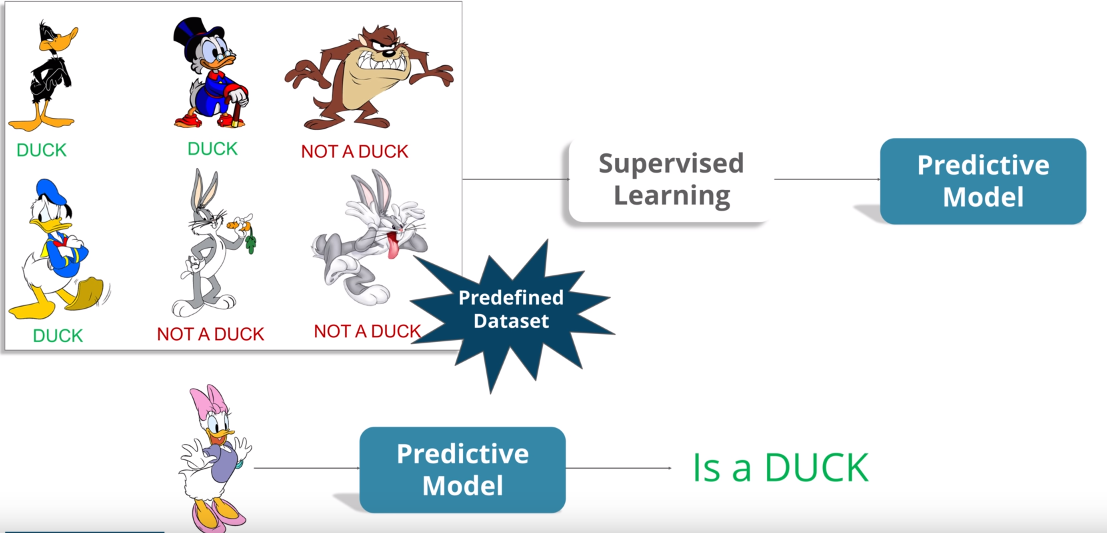 DUCK
DUCK
NOT A DUCK
DUCK
NOT A DUCK
NOT A DUCK
Predefined
Dataset
Supervised
Learning
Predictive
Model
Predictive
Model
Is a DUCK